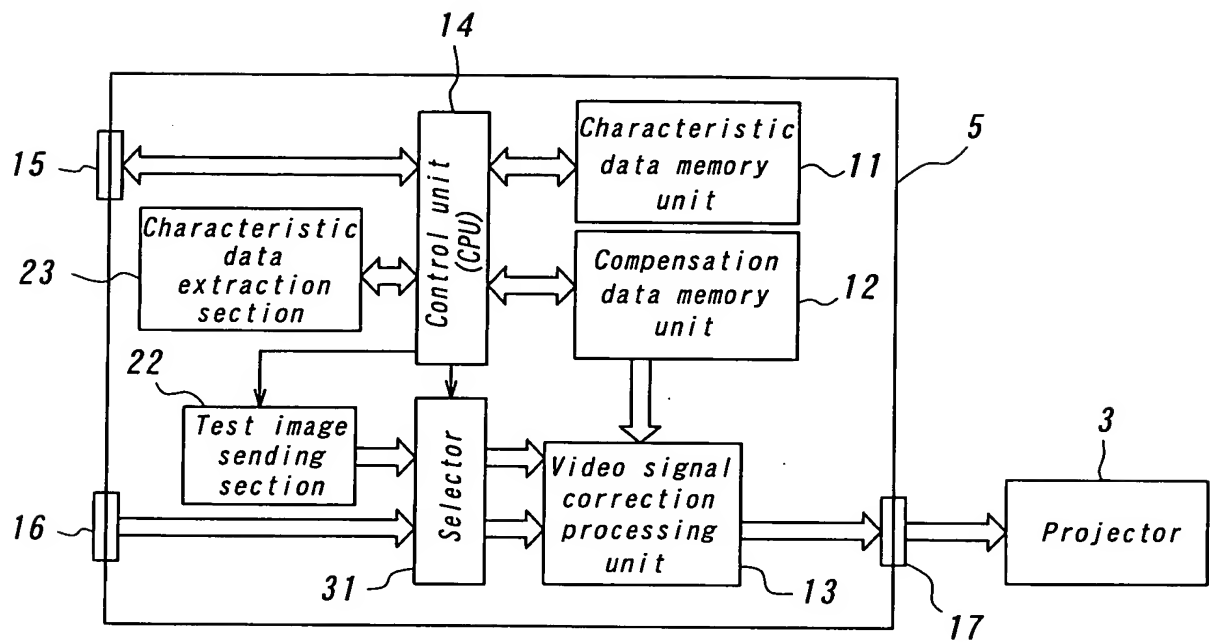 14
15
Control unit
(CPU)
Characteristic
data memory
unit
11
5
Characteristic
data
extraction
section
23
Compensation
data memory
unit
12
22
Test image
sending
section
Selector
31
Video signal
correction
processing
unit
13
16
17
3
Projector